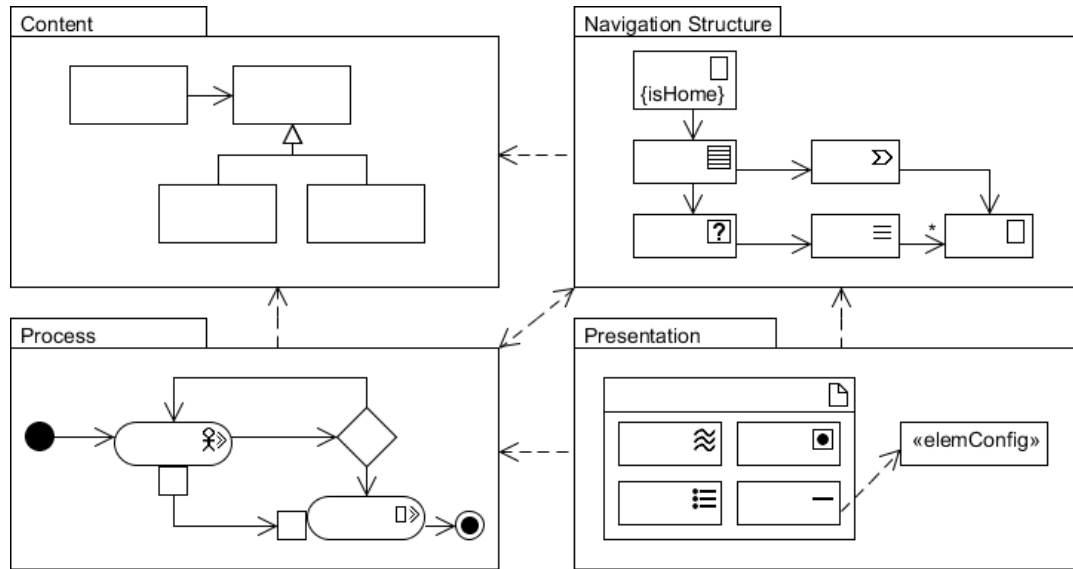 Content
Navigation Structure
{isHome}
?
*
Process
Presentation
«elemConfig»